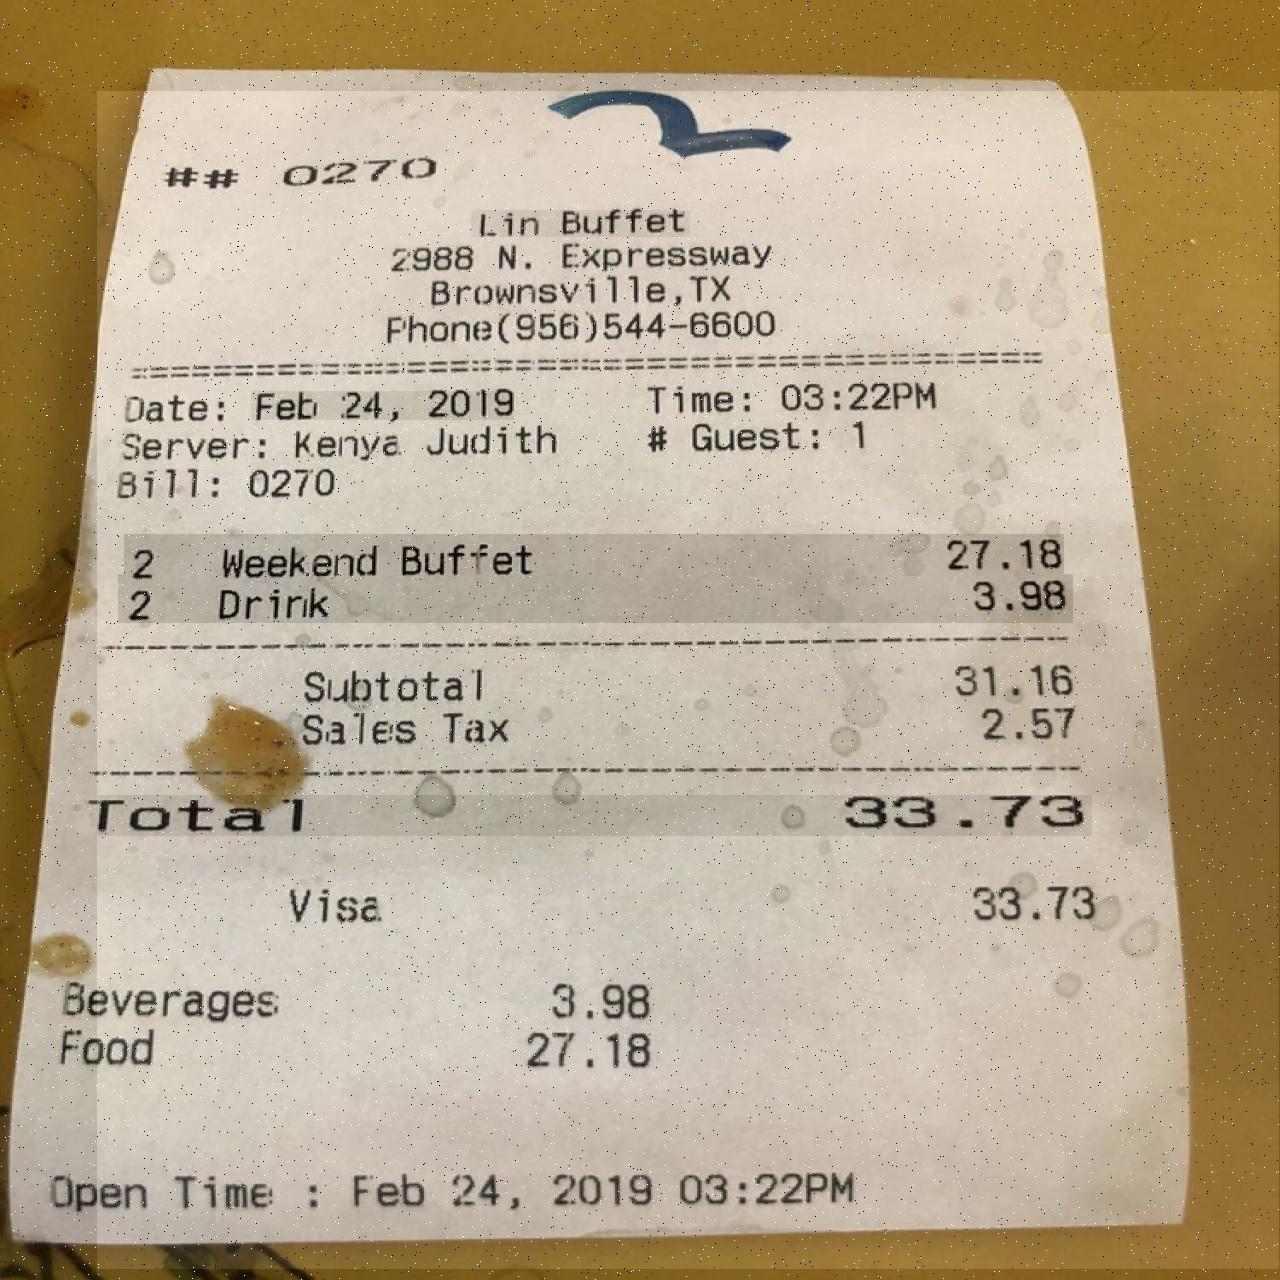 ## 0270
Lin Buffet
2988 N. Expressway
Brownsville,TX
Phone(956)544-6600
================================================
Date: Feb 24, 2019 Time: 03:22PM
Server: Kenya Judith # Guest: 1
Bill: 0270
2 Weekend Buffet 27.18
2 Drink 3.98
Subtotal 31.16
Sales Tax 2.57
Total 33.73
Visa 33.73
Beverages 3.98
Food 27.18
Open Time : Feb 24, 2019 03:22PM